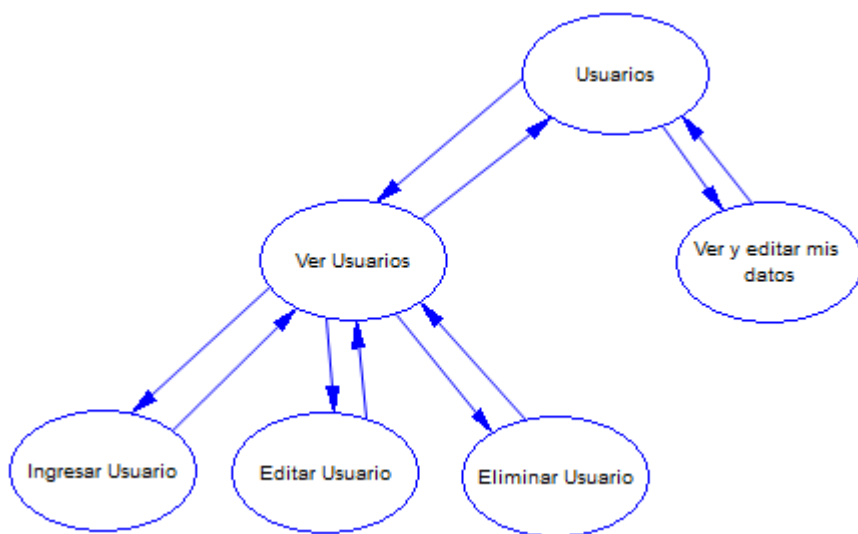 Usuarios
Ver Usuarios
Ver y editar mis
datos
Ingresar Usuario
Editar Usuario
Eliminar Usuario